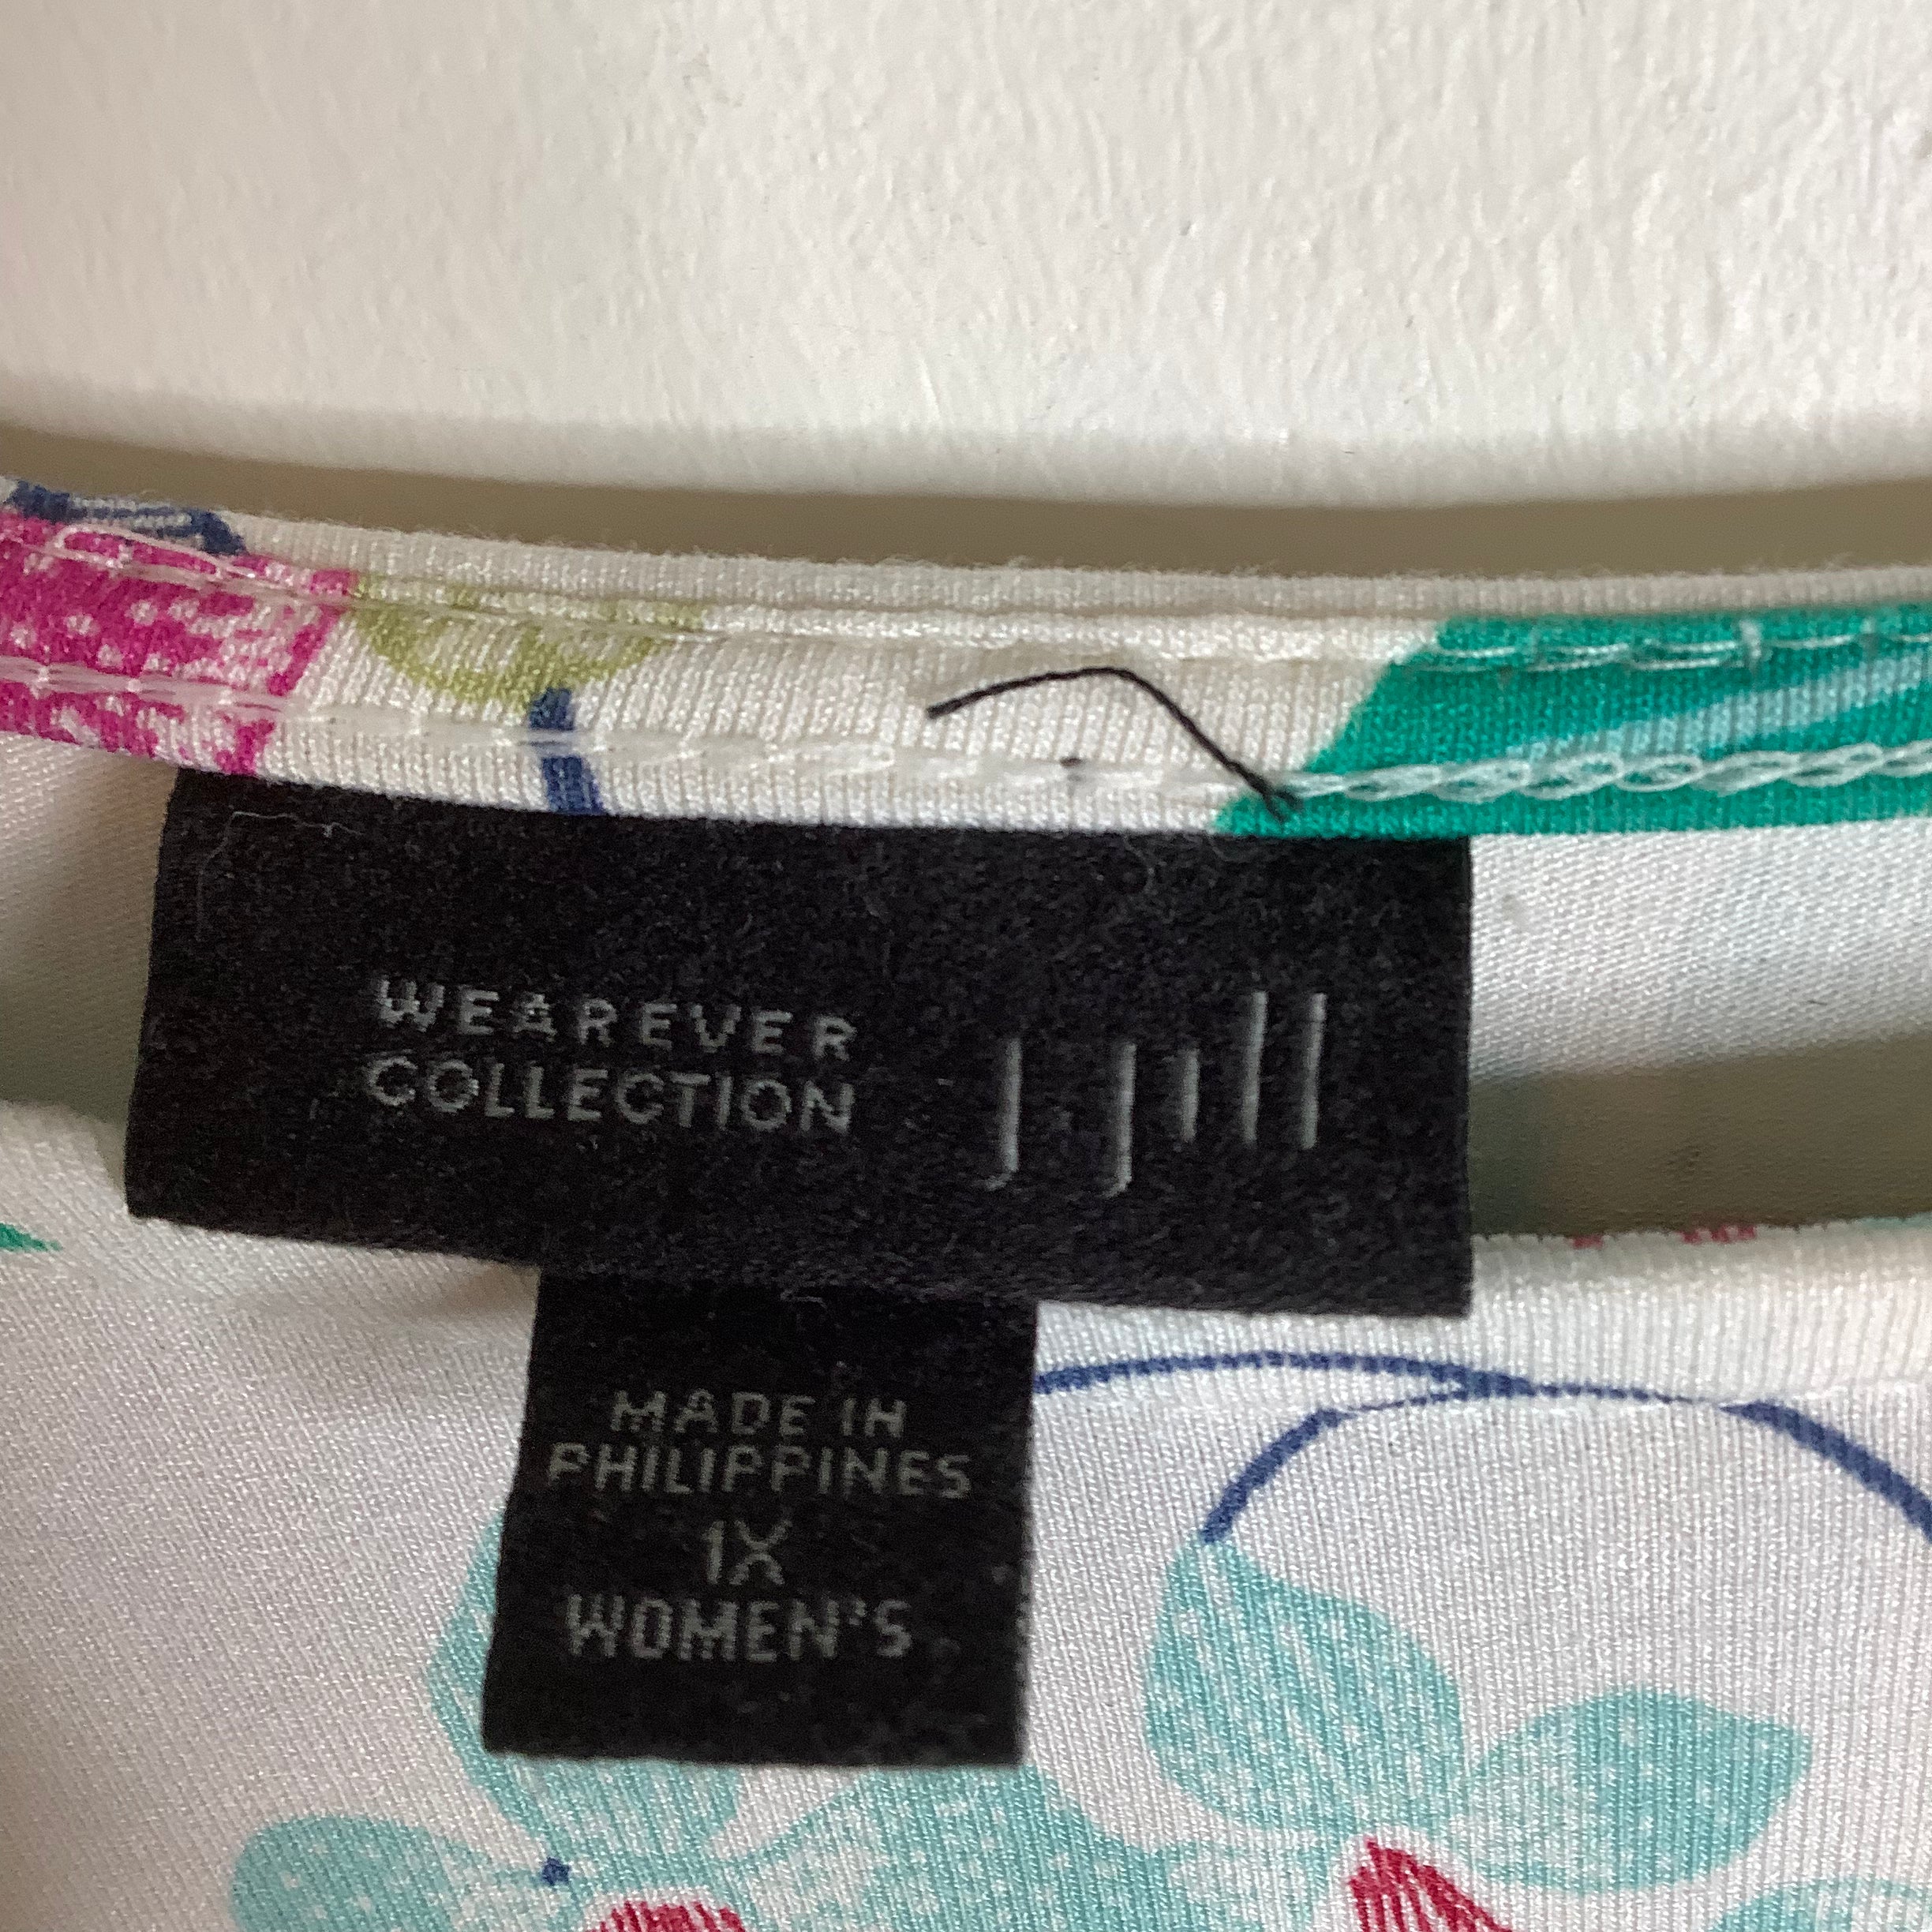 WEAREVER
COLLECTION
J.Jill
MADE IN
PHILIPPINES
1X
WOMEN'S